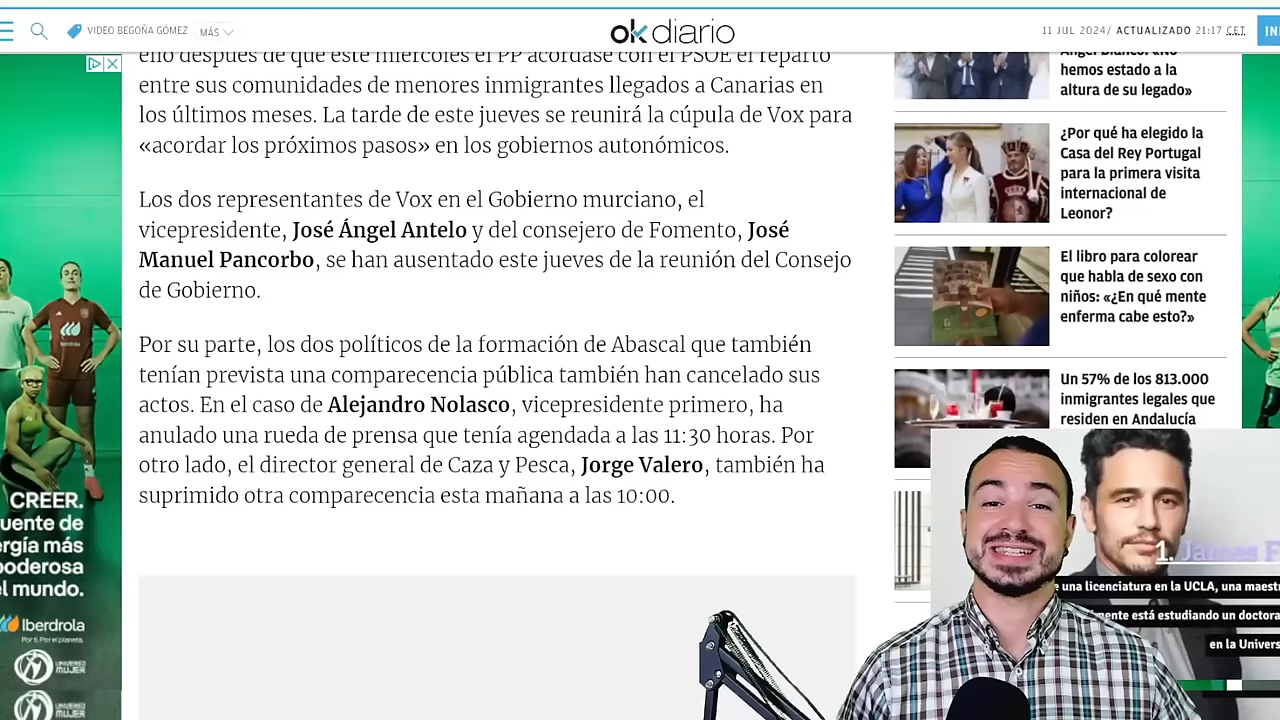 VIDEO BEGOÑA GÓMEZ
MÁS
okdiario
11 JUL 2024/ ACTUALIZADO 21:17 CET
ello después de que este miércoles el PP acordase con el PSOE el reparto
entre sus comunidades de menores inmigrantes llegados a Canarias en
los últimos meses. La tarde de este jueves se reunirá la cúpula de Vox para
«acordar los próximos pasos» en los gobiernos autonómicos.
Los dos representantes de Vox en el Gobierno murciano, el
vicepresidente, José Ángel Antelo y del consejero de Fomento, José
Manuel Pancorbo, se han ausentado este jueves de la reunión del Consejo
de Gobierno.
Por su parte, los dos políticos de la formación de Abascal que también
tenían prevista una comparecencia pública también han cancelado sus
actos. En el caso de Alejandro Nolasco, vicepresidente primero, ha
anulado una rueda de prensa que tenía agendada a las 11:30 horas. Por
otro lado, el director general de Caza y Pesca, Jorge Valero, también ha
suprimido otra comparecencia esta mañana a las 10:00.
hemos estado a la
altura de su legado»
¿Por qué ha elegido la
Casa del Rey Portugal
para la primera visita
internacional de
Leonor?
El libro para colorear
que habla de sexo con
niños: «¿En qué mente
enferma cabe esto?»
Un 57% de los 813.000
inmigrantes legales que
residen en Andalucía
CREER.
uente de
ergía más
poderosa
el mundo.
Iberdrola
Por ti. Por el planeta.
UNIVERSO
MUJER
UNIVERSO
MUJER
iberdrola
1. James F
e una licenciatura en la UCLA, una maest
mente está estudiando un doctora
en la Univers